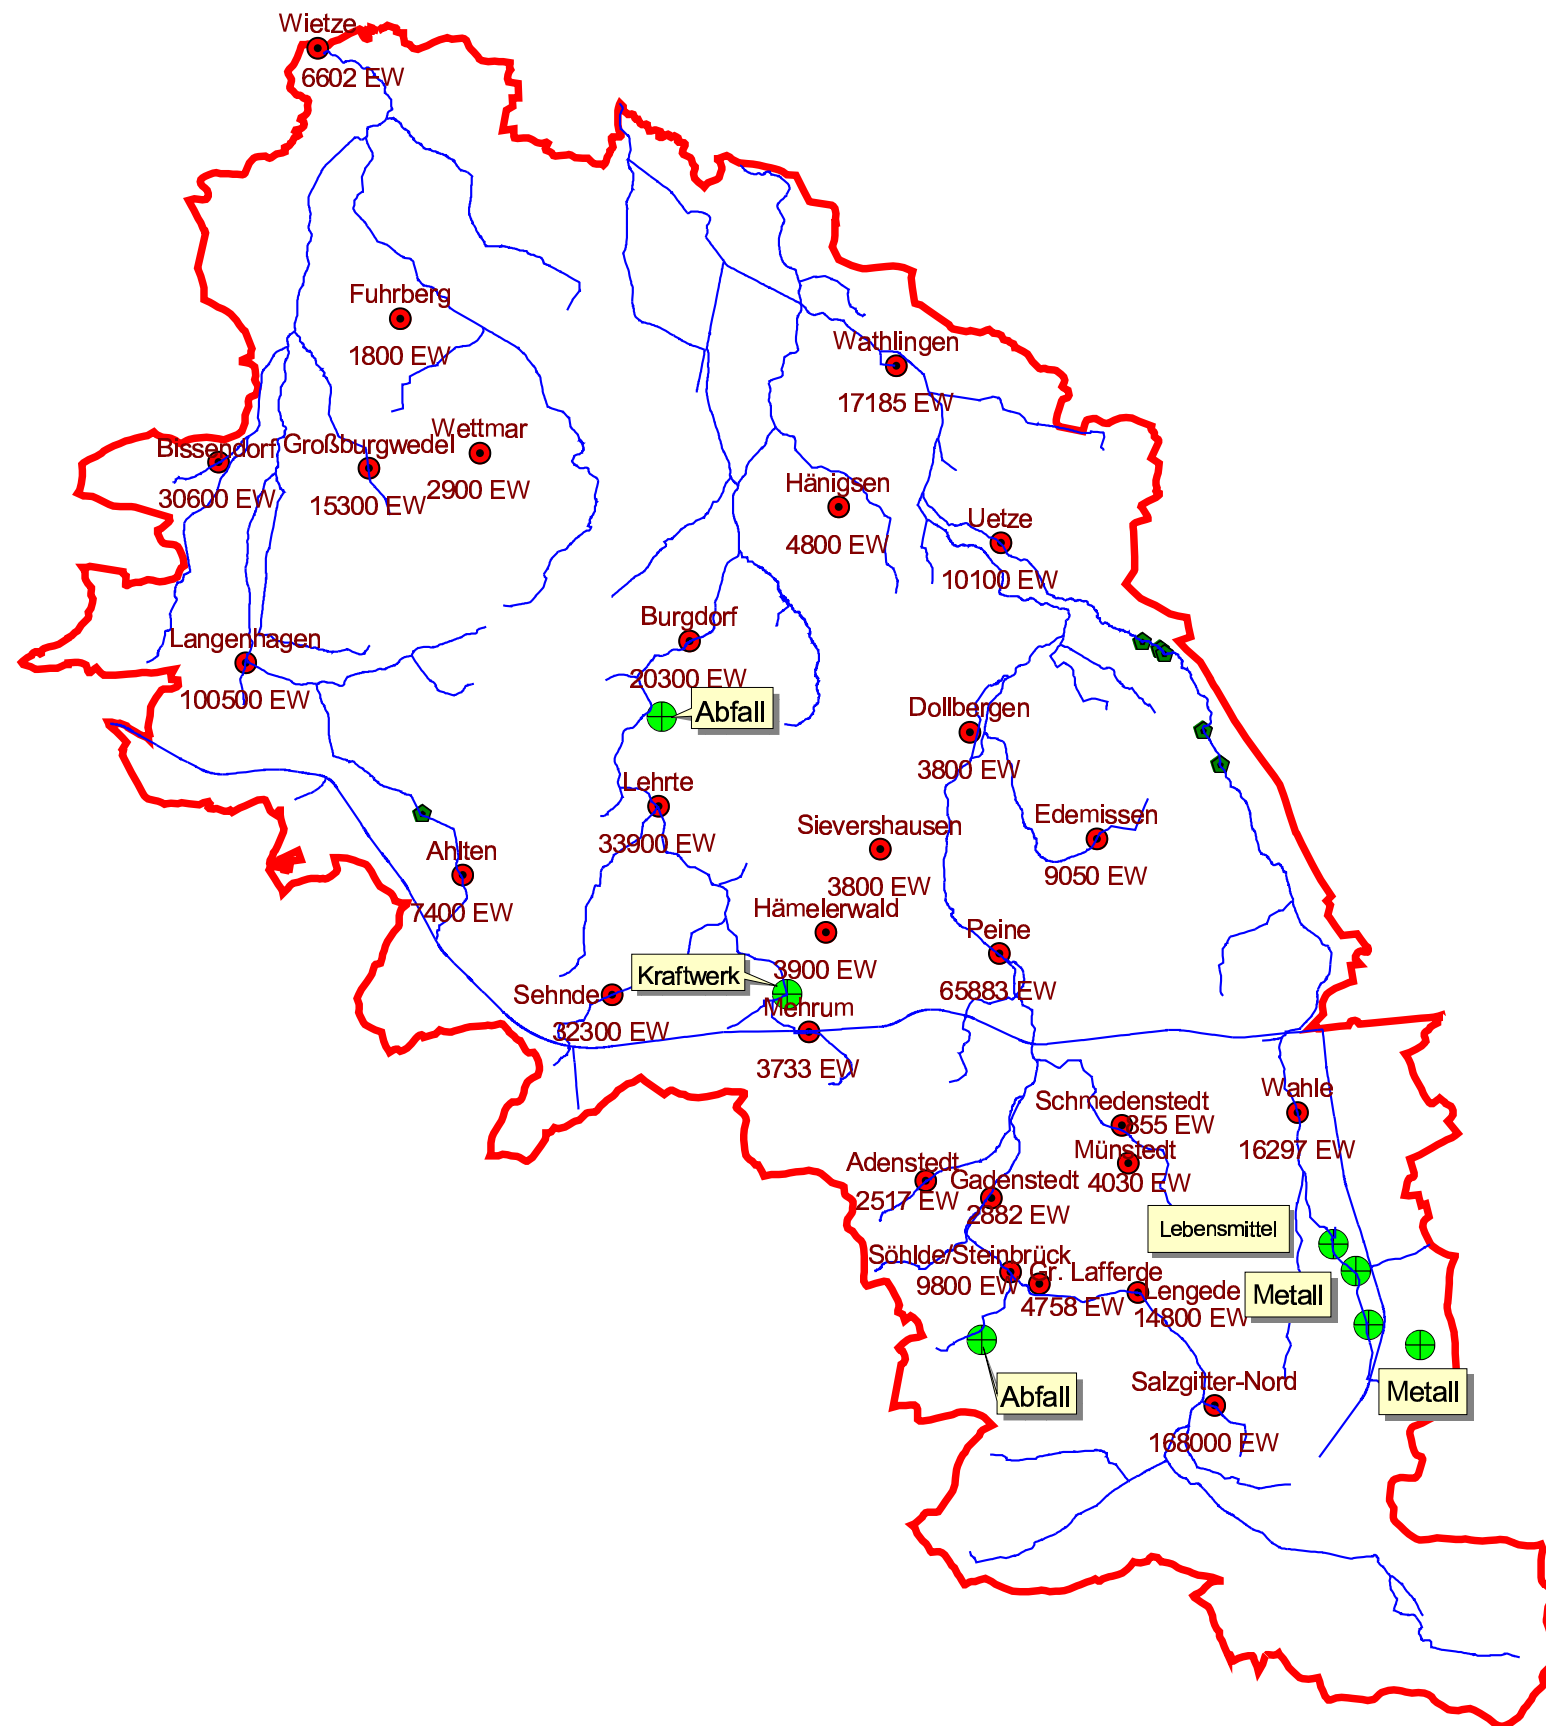 Wietze
6602 EW
Fuhrberg
1800 EW
Wathlingen
17185 EW
Bissendorf
30600 EW
Großburgwedel
15300 EW
Wettmar
2900 EW
Hänigsen
4800 EW
Uetze
10100 EW
Burgdorf
20300 EW
Abfall
Langenhagen
100500 EW
Dollbergen
3800 EW
Lehrte
33900 EW
Sievershausen
3800 EW
Edemissen
9050 EW
Ahlten
7400 EW
Hämelerwald
3900 EW
Peine
65883 EW
Kraftwerk
Sehnde
32300 EW
Mehrum
3733 EW
Schmedenstedt
855 EW
Wahle
16297 EW
Münstedt
4030 EW
Adenstedt
2517 EW
Gadenstedt
2882 EW
Lebensmittel
Söhlde/Steinbrück
9800 EW
Gr. Lafferde
4758 EW
Lengede
14800 EW
Metall
Abfall
Salzgitter-Nord
168000 EW
Metall